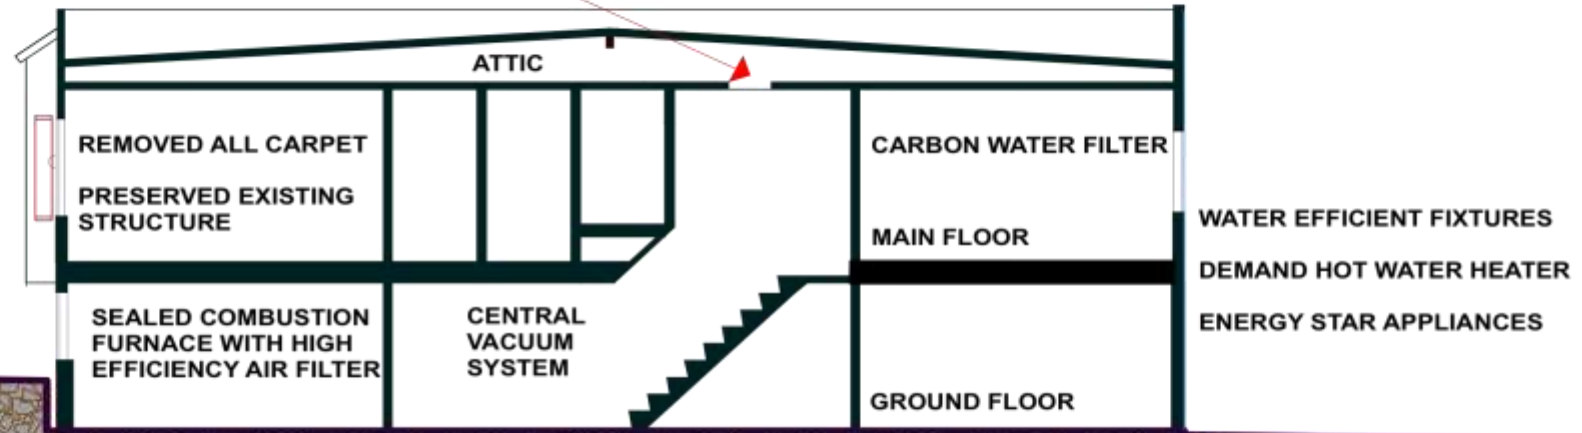 ATTIC
REMOVED ALL CARPET
PRESERVED EXISTING
STRUCTURE
CARBON WATER FILTER
MAIN FLOOR
WATER EFFICIENT FIXTURES
DEMAND HOT WATER HEATER
ENERGY STAR APPLIANCES
SEALED COMBUSTION
FURNACE WITH HIGH
EFFICIENCY AIR FILTER
CENTRAL
VACUUM
SYSTEM
GROUND FLOOR